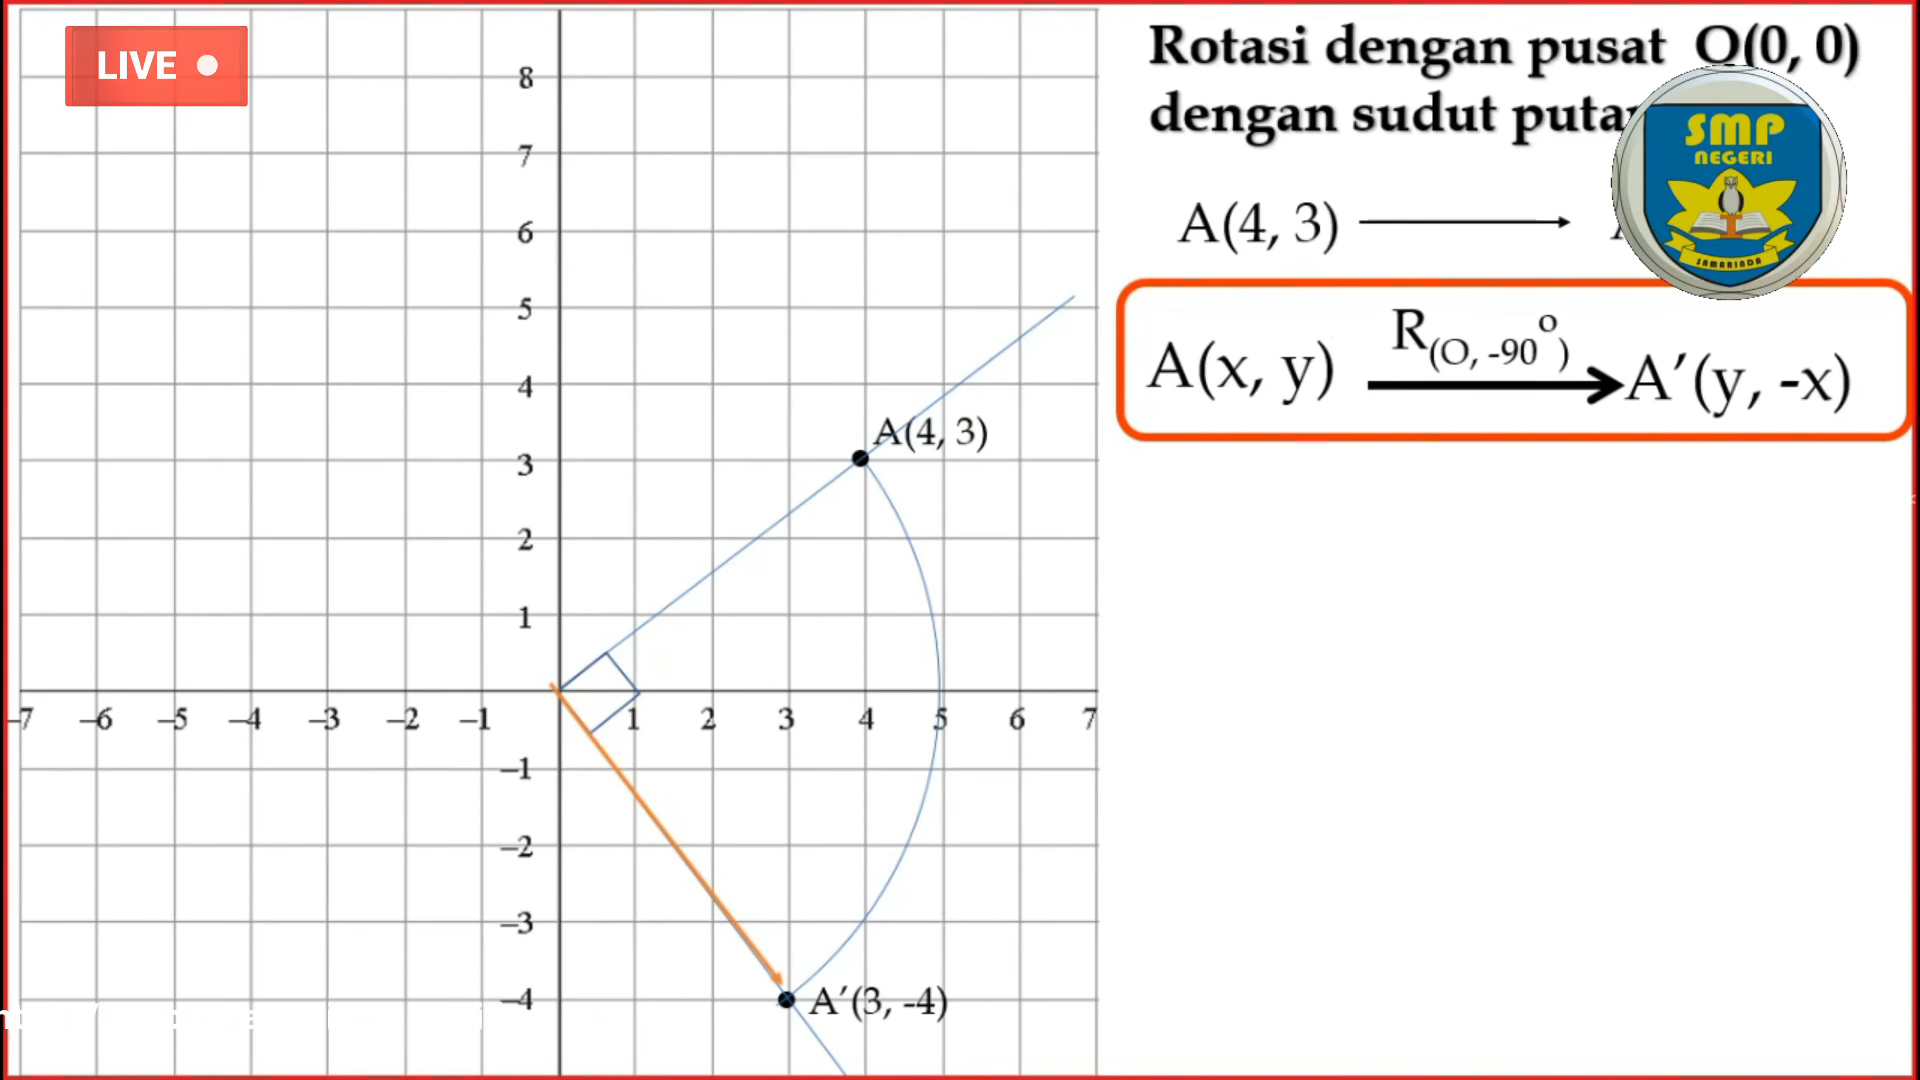 LIVE
Rotasi dengan pusat O(0, 0)
dengan sudut
A(4, 3)
SMP
NEGERI
1
SAMARINDA
A(x, y) R(O, -90°) A′(y, -x)
8
7
6
5
4
3
2
1
A(4, 3)
–7 –6 –5 –4 –3 –2 –1 1 2 3 4 5 6 7
–1
–2
–3
–4
A′(3, -4)